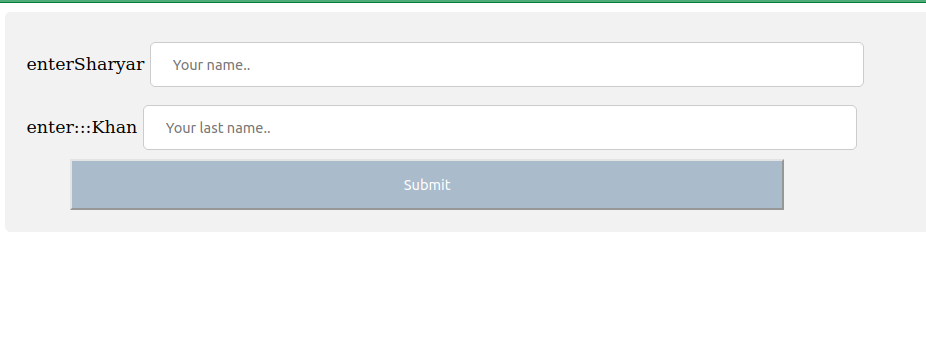 enterSharyar Your name..
enter:::Khan Your last name..
Submit